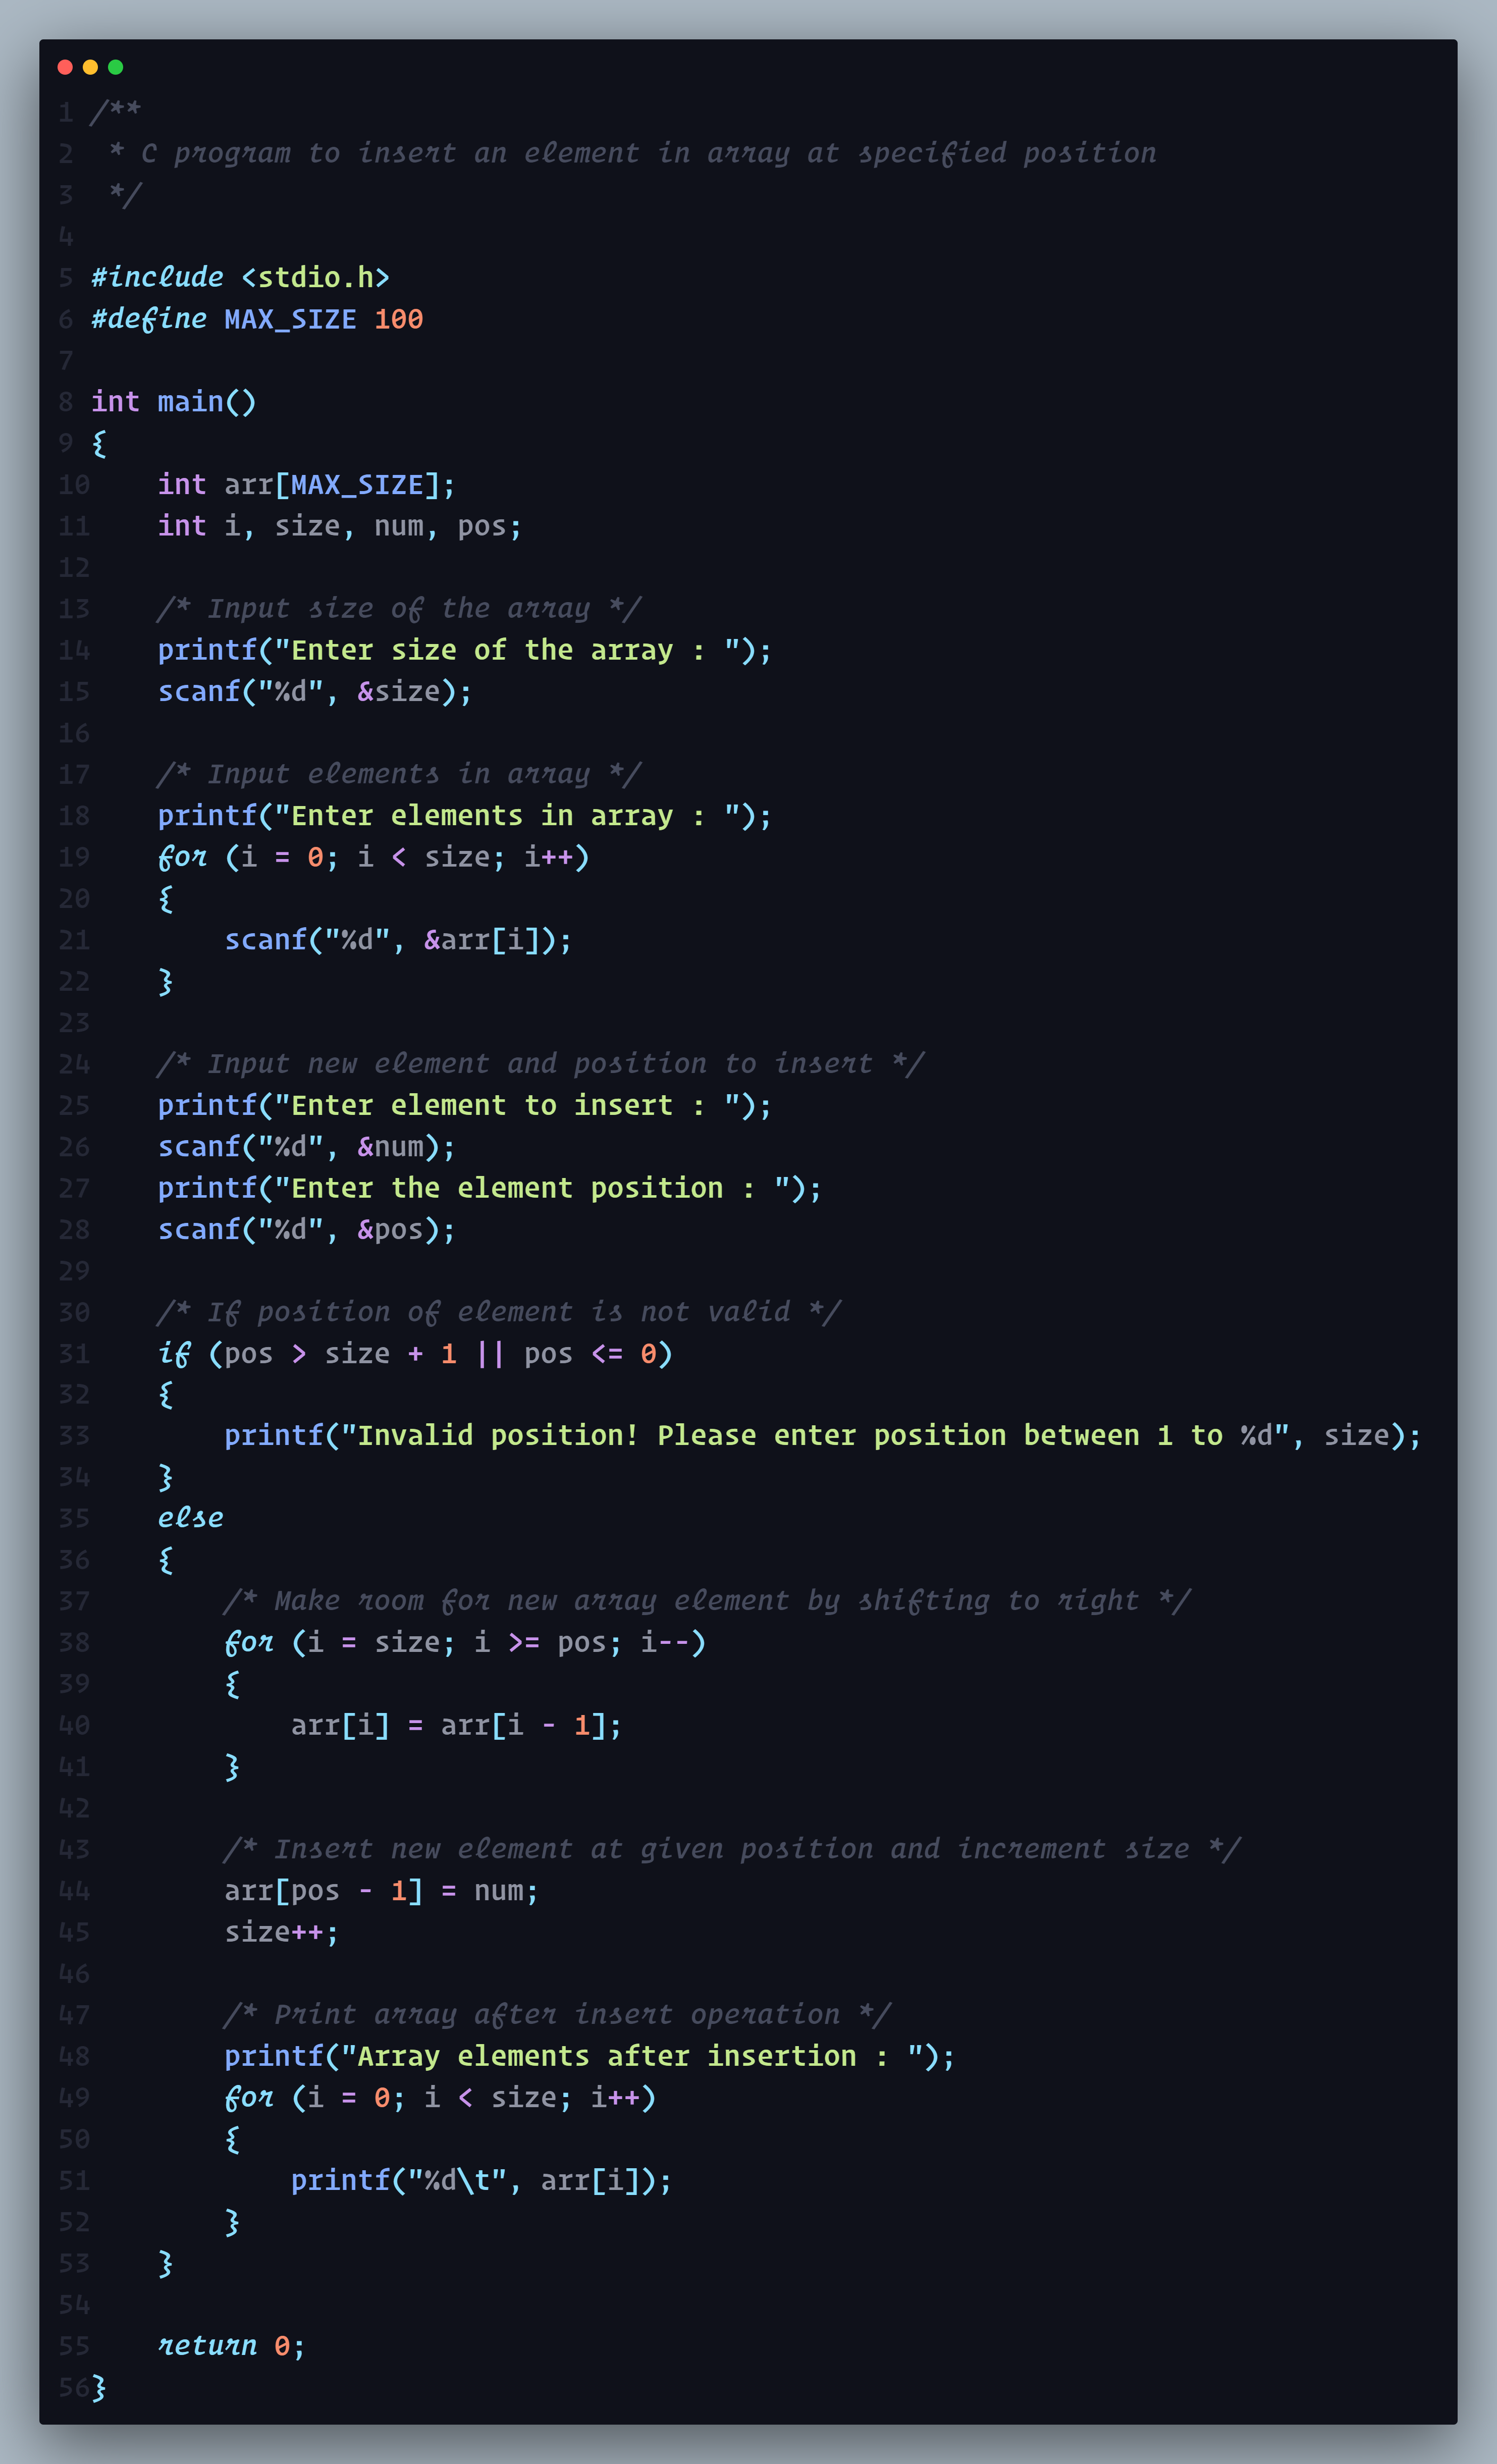 1 /**
2  * C program to insert an element in array at specified position
3  */
4
5 #include <stdio.h>
6 #define MAX_SIZE 100
7
8 int main()
9 {
10    int arr[MAX_SIZE];
11    int i, size, num, pos;
12
13    /* Input size of the array */
14    printf("Enter size of the array : ");
15    scanf("%d", &size);
16
17    /* Input elements in array */
18    printf("Enter elements in array : ");
19    for (i = 0; i < size; i++)
20    {
21        scanf("%d", &arr[i]);
22    }
23
24    /* Input new element and position to insert */
25    printf("Enter element to insert : ");
26    scanf("%d", &num);
27    printf("Enter the element position : ");
28    scanf("%d", &pos);
29
30    /* If position of element is not valid */
31    if (pos > size + 1 || pos <= 0)
32    {
33        printf("Invalid position! Please enter position between 1 to %d", size);
34    }
35    else
36    {
37        /* Make room for new array element by shifting to right */
38        for (i = size; i >= pos; i--)
39        {
40            arr[i] = arr[i - 1];
41        }
42
43        /* Insert new element at given position and increment size */
44        arr[pos - 1] = num;
45        size++;
46
47        /* Print array after insert operation */
48        printf("Array elements after insertion : ");
49        for (i = 0; i < size; i++)
50        {
51            printf("%d\t", arr[i]);
52        }
53    }
54
55    return 0;
56}